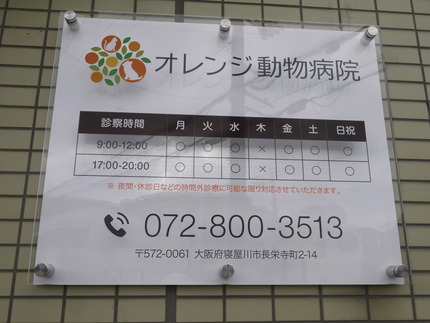 オレンジ動物病院
診察時間 月 火 水 木 金 土 日祝
9:00-12:00 ○ ○ ○ × ○ ○ ○
17:00-20:00 ○ ○ ○ × ○ ○ ○
※ 夜間・休診日などの時間外診療に可能な限り対応させていただきます。
072-800-3513
〒572-0061 大阪府寝屋川市長栄寺町2-14